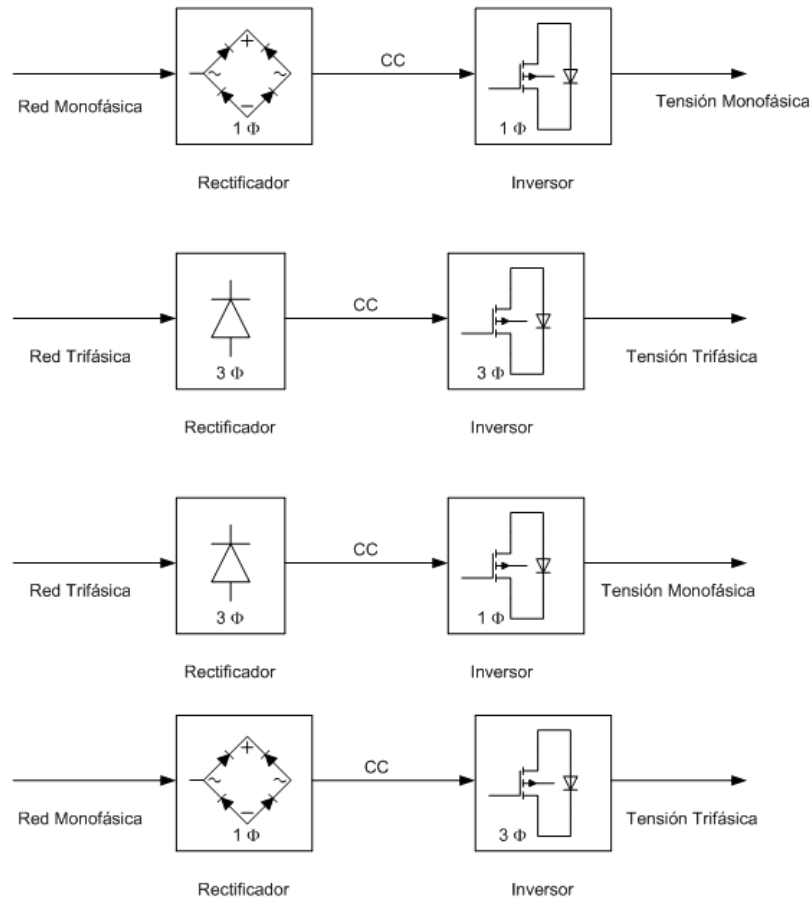 CC
Red Monofásica
+
~
~
−
1 Φ
1 Φ
Tensión Monofásica
Rectificador
Inversor
CC
Red Trifásica
3 Φ
3 Φ
Tensión Trifásica
Rectificador
Inversor
CC
Red Trifásica
3 Φ
1 Φ
Tensión Monofásica
Rectificador
Inversor
CC
Red Monofásica
+
~
~
−
1 Φ
3 Φ
Tensión Trifásica
Rectificador
Inversor